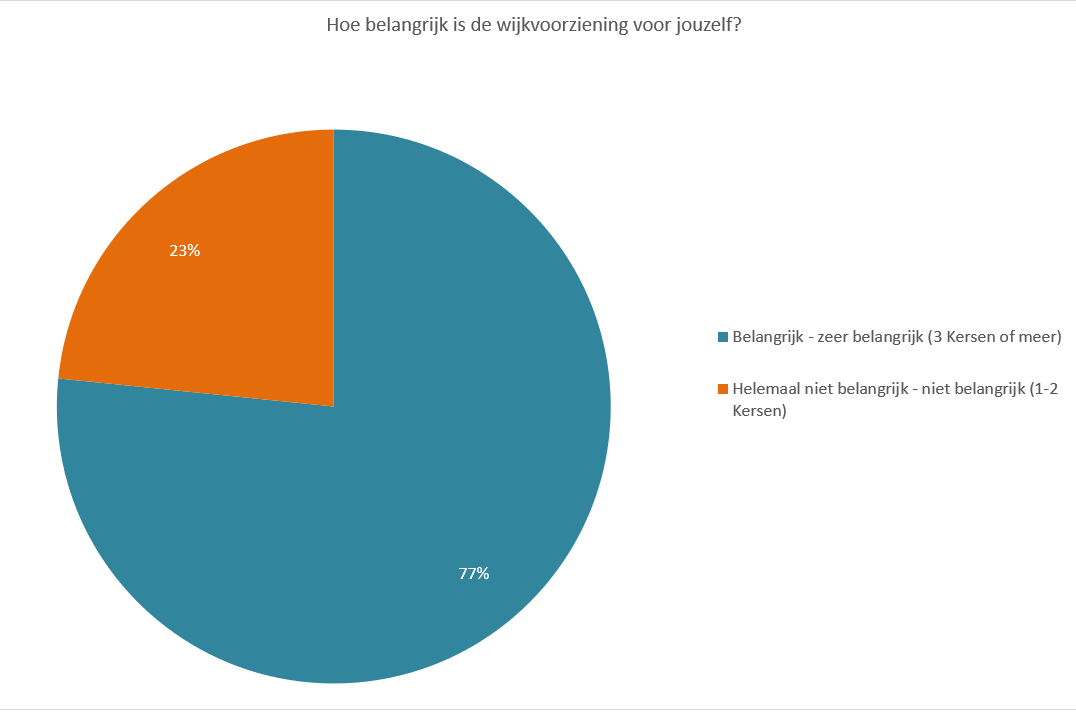 Hoe belangrijk is de wijkvoorziening voor jouzelf?
23%
77%
Belangrijk - zeer belangrijk (3 Kersen of meer)
Helemaal niet belangrijk - niet belangrijk (1-2
Kersen)